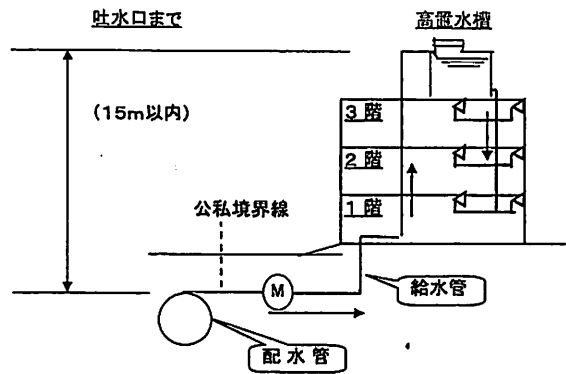 吐水口まで
高置水槽
(15m以内)
3階
2階
1階
公私境界線
M
給水管
配水管